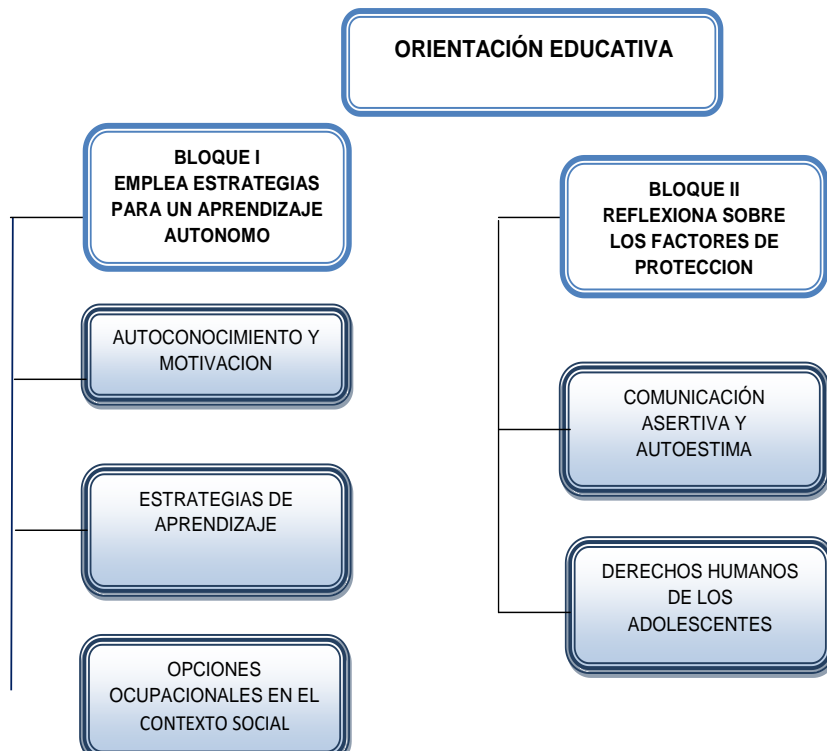 ORIENTACIÓN EDUCATIVA
BLOQUE I
EMPLEA ESTRATEGIAS
PARA UN APRENDIZAJE
AUTONOMO
AUTOCONOCIMIENTO Y
MOTIVACION
ESTRATEGIAS DE
APRENDIZAJE
OPCIONES
OCUPACIONALES EN EL
CONTEXTO SOCIAL
BLOQUE II
REFLEXIONA SOBRE
LOS FACTORES DE
PROTECCION
COMUNICACIÓN
ASERTIVA Y
AUTOESTIMA
DERECHOS HUMANOS
DE LOS
ADOLESCENTES